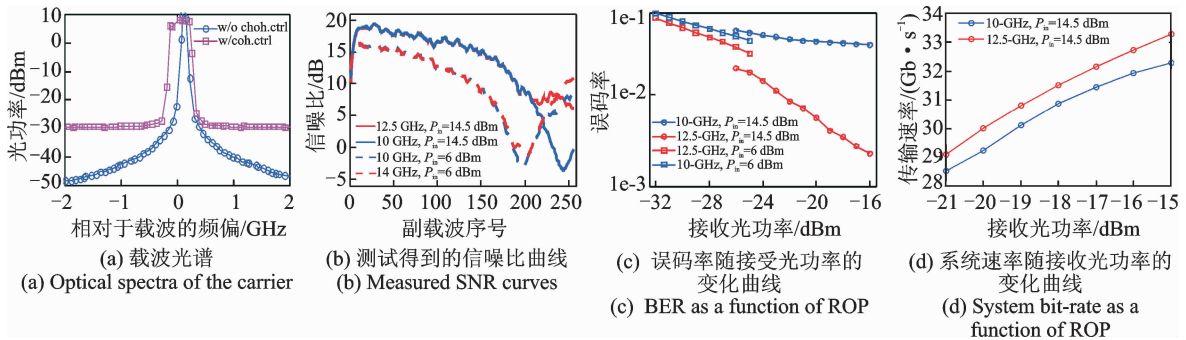 光功率/dBm
10
0
−10
−20
−30
−40
−50
w/o choh.ctrl
w/coh.ctrl
−2
−1
0
1
2
相对于载波的频偏/GHz
(a) 载波光谱
(a) Optical spectra of the carrier
信噪比/dB
20
15
10
5
0
−5
12.5 GHz, Pin=14.5 dBm
10 GHz, Pin=14.5 dBm
10 GHz, Pin=6 dBm
14 GHz, Pin=6 dBm
0
50
100
150
200
250
副载波序号
(b) 测试得到的信噪比曲线
(b) Measured SNR curves
误码率
1e-1
1e-2
1e-3
10-GHz, Pin=14.5 dBm
12.5-GHz, Pin=14.5 dBm
12.5-GHz, Pin=6 dBm
10-GHz, Pin=6 dBm
−32
−28
−24
−20
−16
接收光功率/dBm
(c) 误码率随接受光功率的
变化曲线
(c) BER as a function of ROP
传输速率/(Gb·s⁻¹)
34
33
32
31
30
29
28
10-GHz, Pin=14.5 dBm
12.5-GHz, Pin=14.5 dBm
−21
−20
−19
−18
−17
−16
−15
接收光功率/dBm
(d) 系统速率随接收光功率的
变化曲线
(d) System bit-rate as a
function of ROP